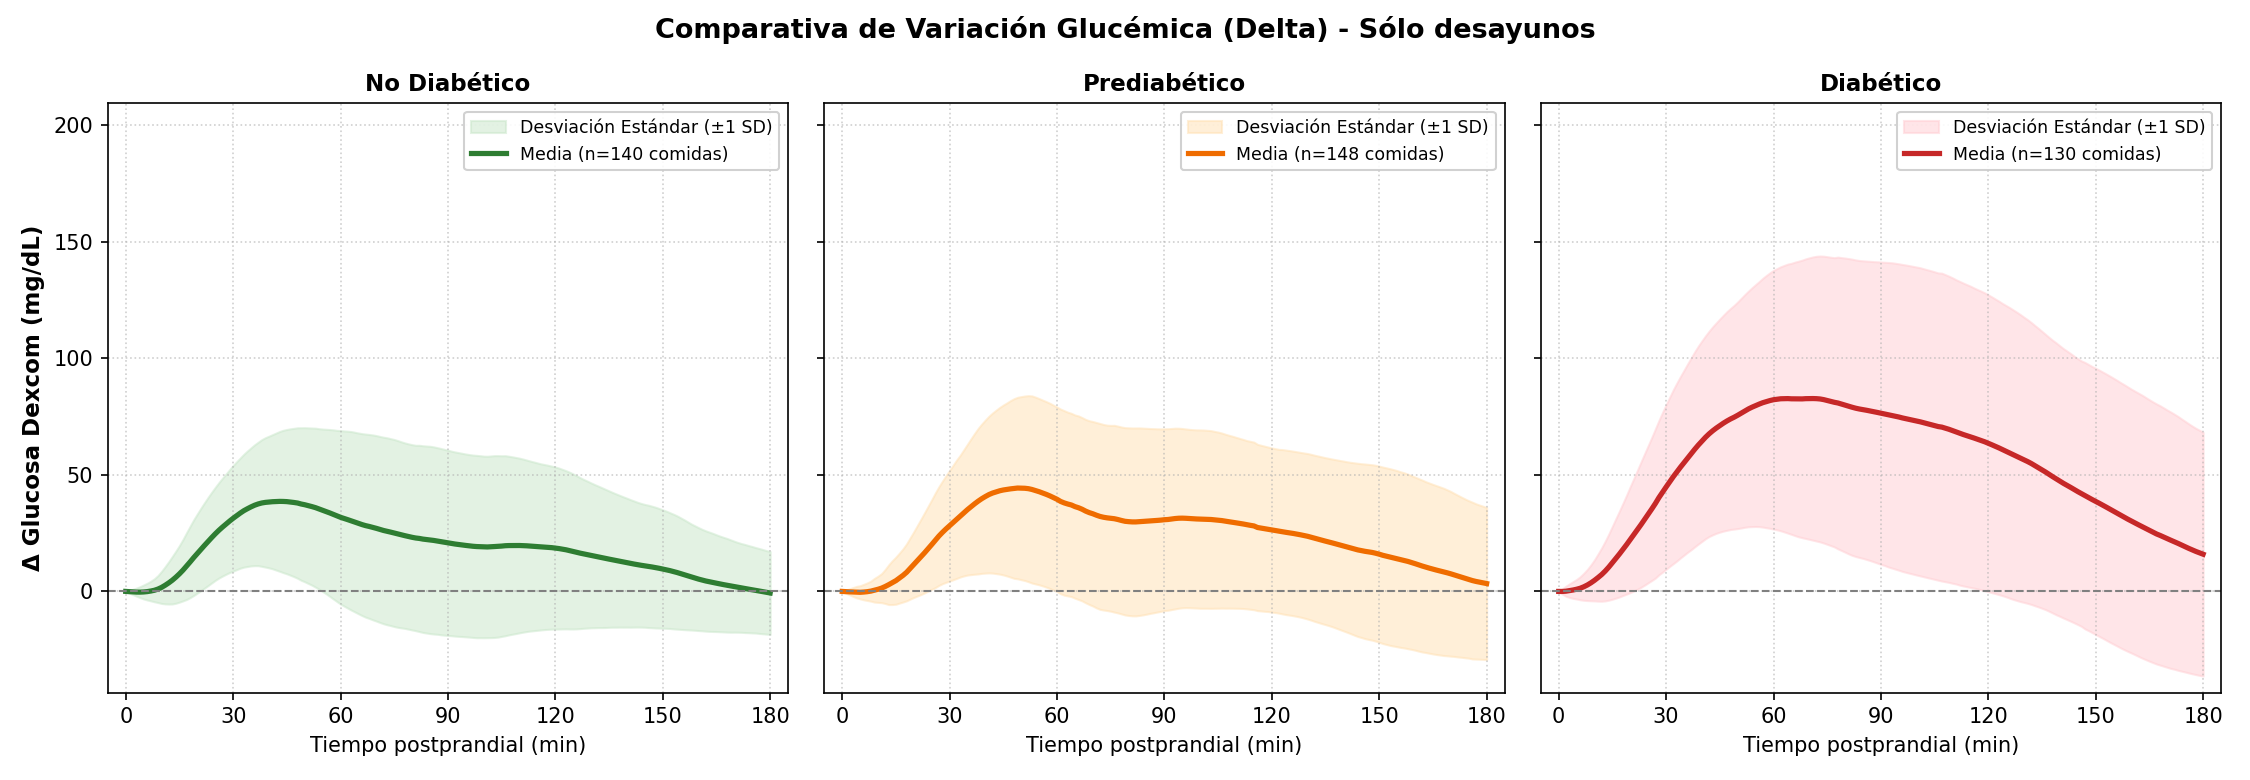 Comparativa de Variación Glucémica (Delta) - Sólo desayunos
No Diabético
Desviación Estándar (±1 SD)
Media (n=140 comidas)
Δ Glucosa Dexcom (mg/dL)
200
150
100
50
0
0 30 60 90 120 150 180
Tiempo postprandial (min)
Prediabético
Desviación Estándar (±1 SD)
Media (n=148 comidas)
0 30 60 90 120 150 180
Tiempo postprandial (min)
Diabético
Desviación Estándar (±1 SD)
Media (n=130 comidas)
0 30 60 90 120 150 180
Tiempo postprandial (min)